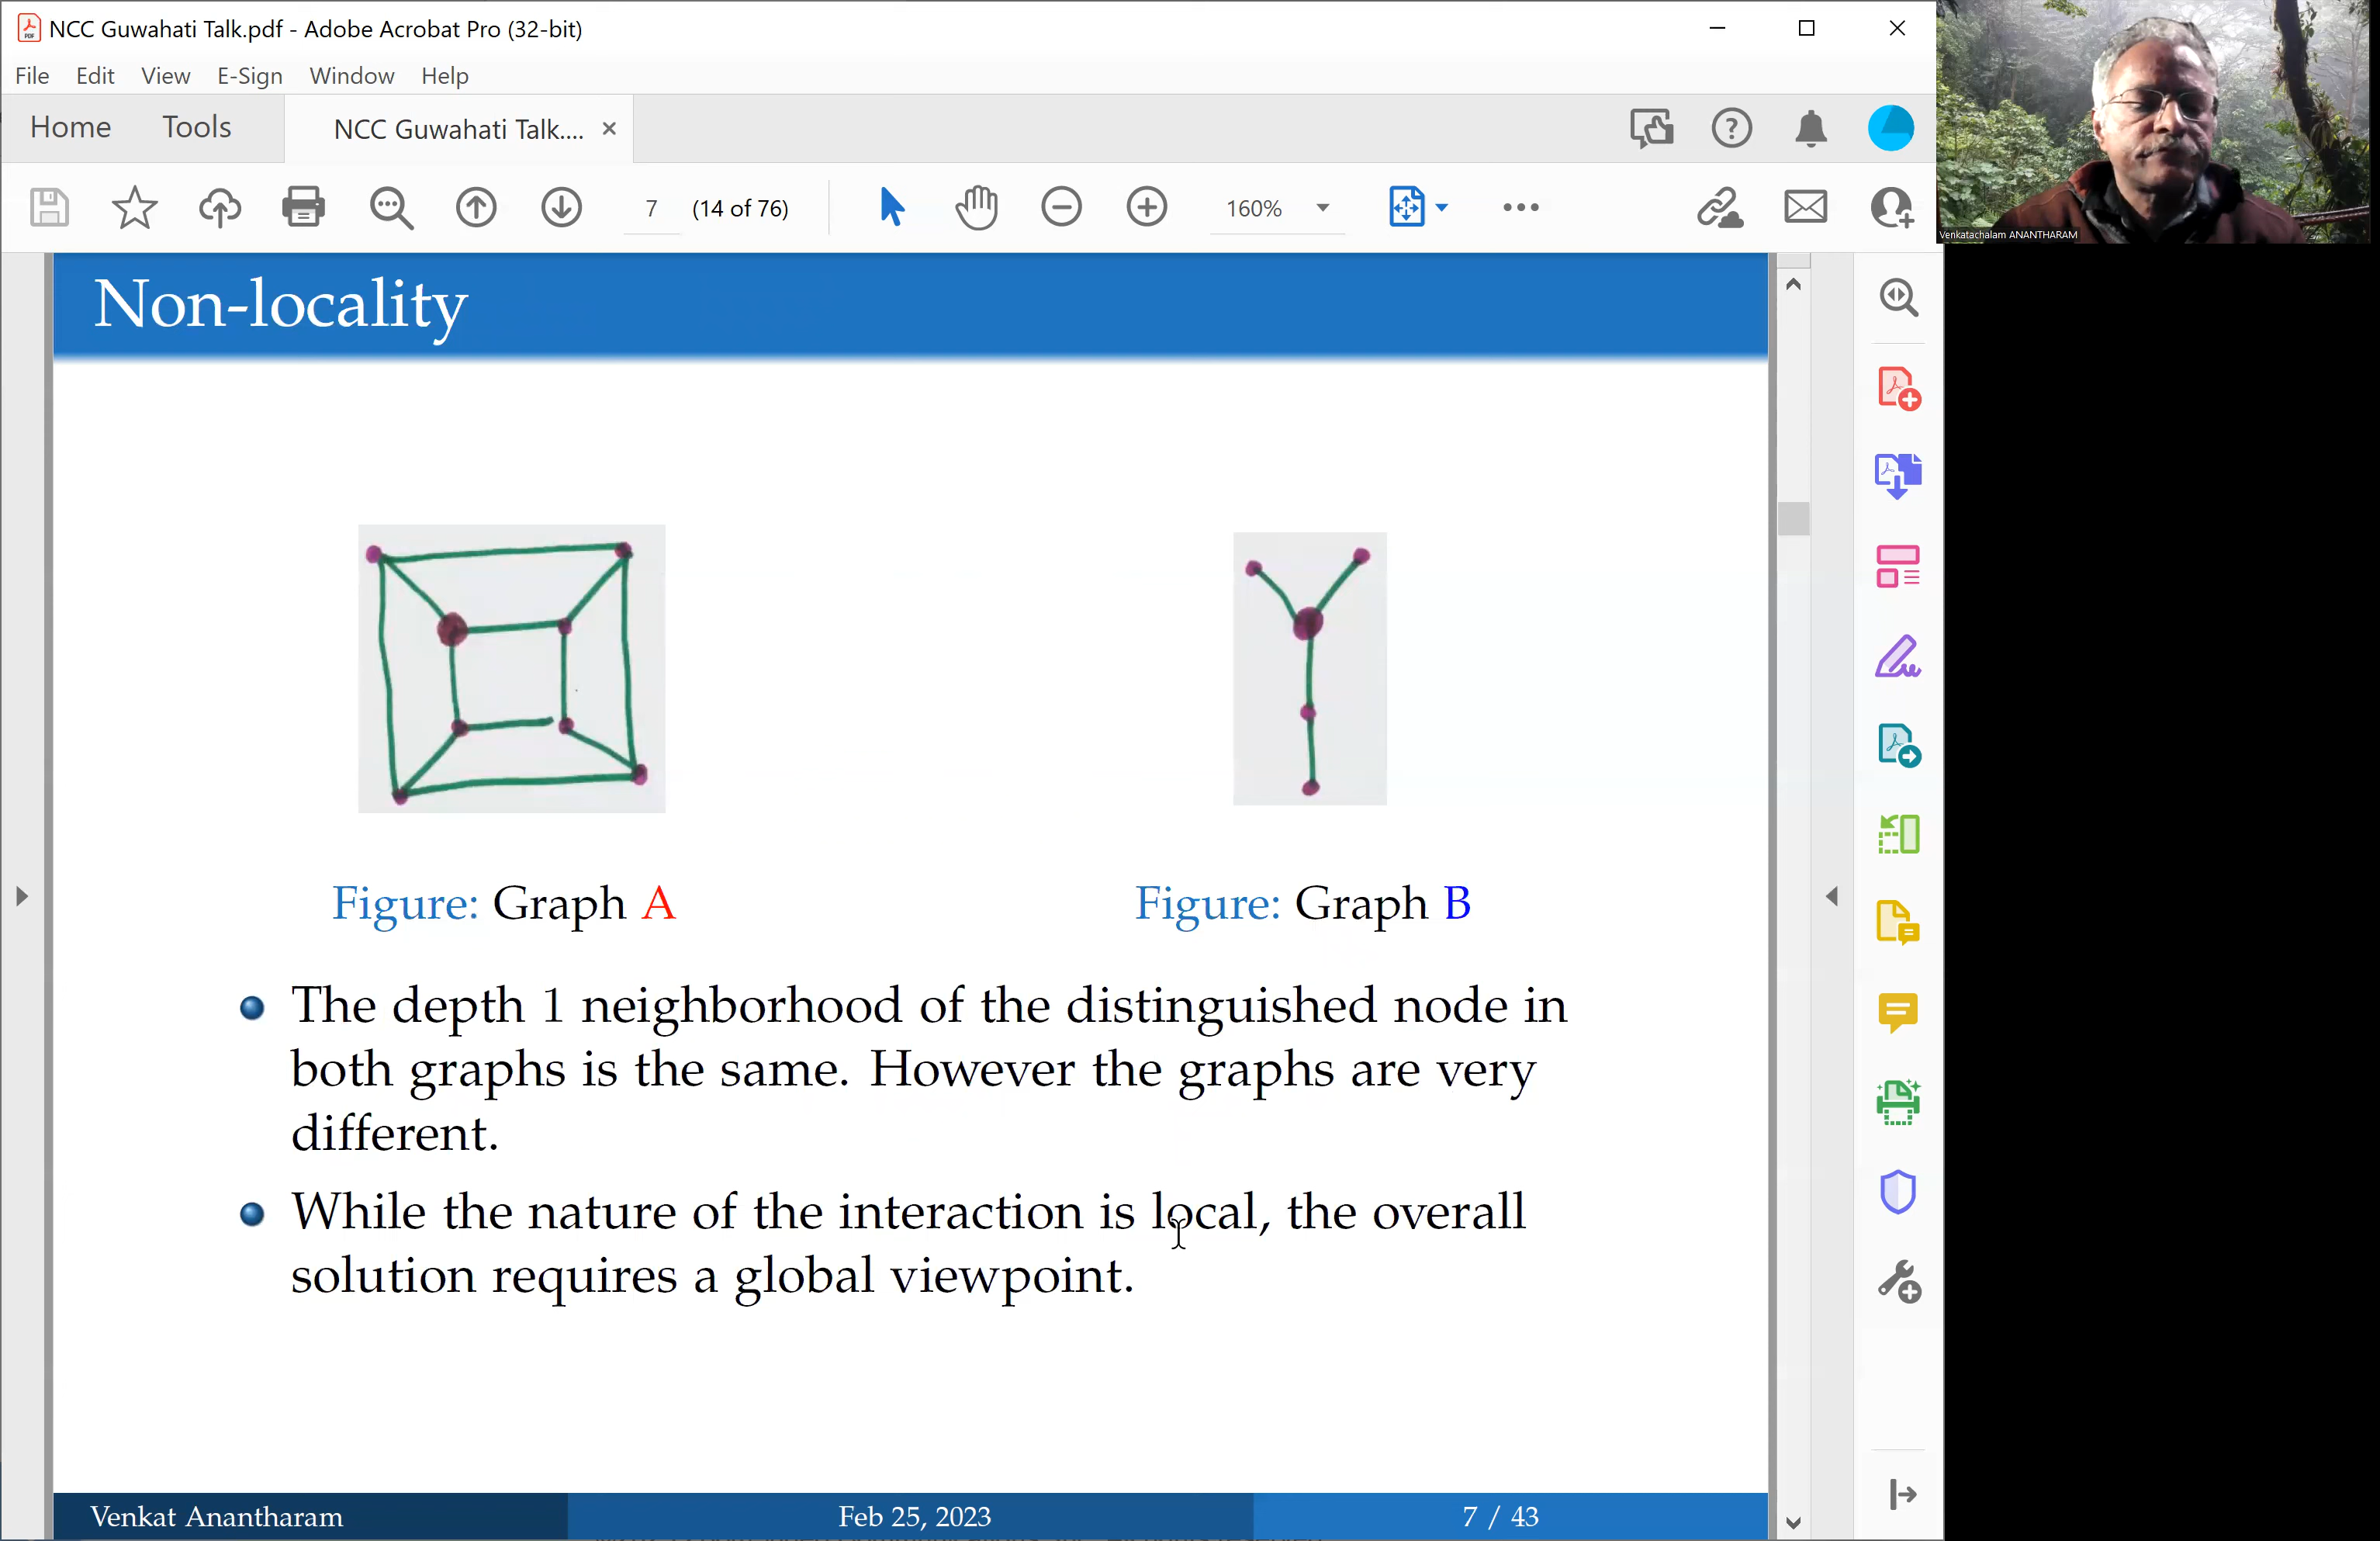 NCC Guwahati Talk.pdf - Adobe Acrobat Pro (32-bit)
File Edit View E-Sign Window Help
Home Tools NCC Guwahati Talk....
7 (14 of 76) 160%
Venkatachalam ANANTHARAM
Non-locality
Figure: Graph A
Figure: Graph B
The depth 1 neighborhood of the distinguished node in
both graphs is the same. However the graphs are very
different.
While the nature of the interaction is local, the overall
solution requires a global viewpoint.
Venkat Anantharam Feb 25, 2023 7 / 43